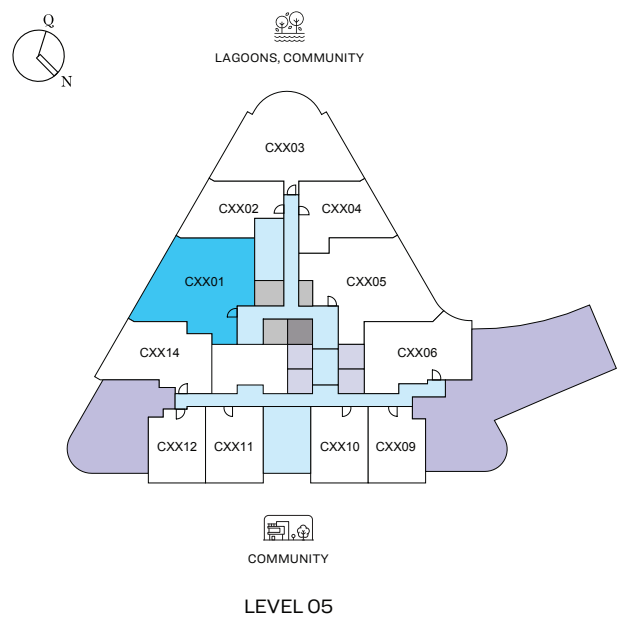 Q
N
LAGOONS, COMMUNITY
CXX03
CXX02
CXX04
CXX01
CXX05
CXX14
CXX06
CXX12
CXX11
CXX10
CXX09
COMMUNITY
LEVEL 05